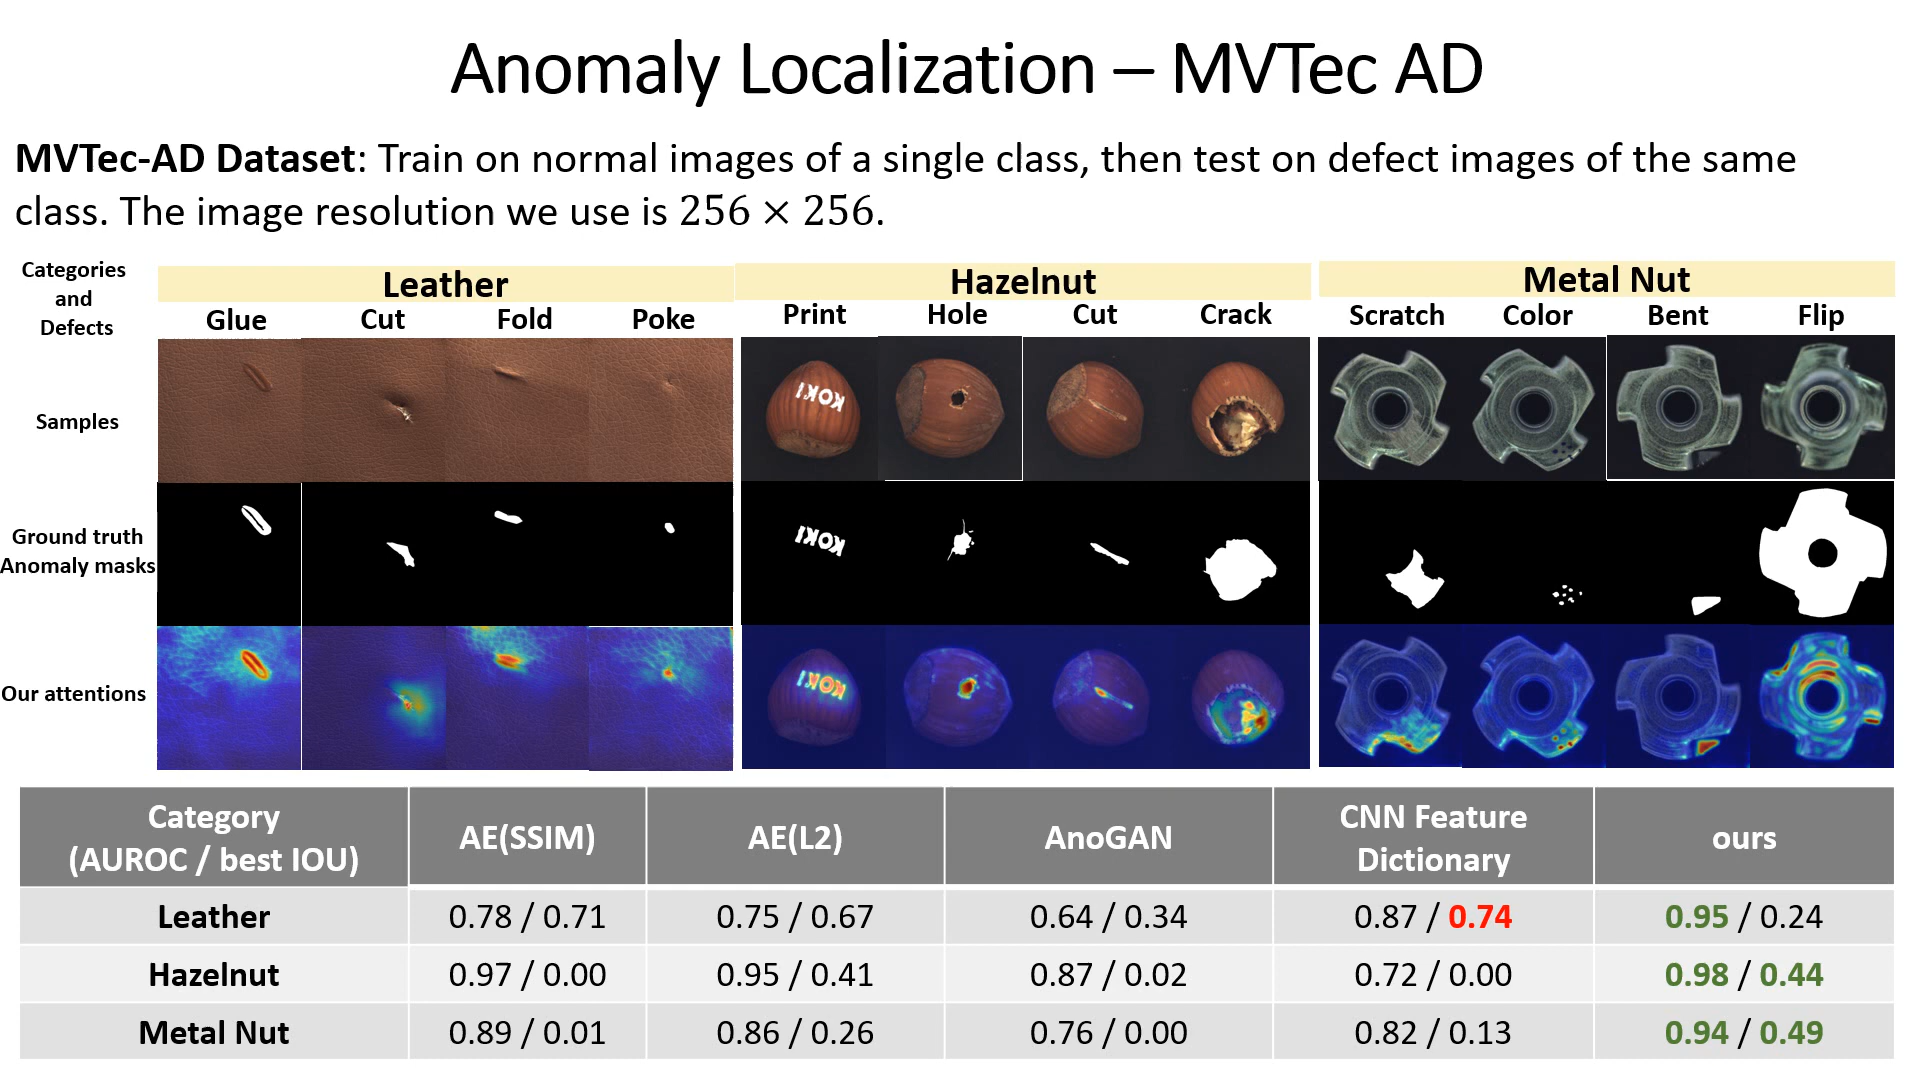 Anomaly Localization – MVTec AD
MVTec-AD Dataset: Train on normal images of a single class, then test on defect images of the same
class. The image resolution we use is 256 × 256.
Categories
and
Defects
Leather
Hazelnut
Metal Nut
Glue Cut Fold Poke
Print Hole Cut Crack
Scratch Color Bent Flip
Samples
KOKI
Ground truth
Anomaly masks
KOKI
Our attentions
KOKI
Category
(AUROC / best IOU)
AE(SSIM)
AE(L2)
AnoGAN
CNN Feature
Dictionary
ours
Leather 0.78 / 0.71 0.75 / 0.67 0.64 / 0.34 0.87 / 0.74 0.95 / 0.24
Hazelnut 0.97 / 0.00 0.95 / 0.41 0.87 / 0.02 0.72 / 0.00 0.98 / 0.44
Metal Nut 0.89 / 0.01 0.86 / 0.26 0.76 / 0.00 0.82 / 0.13 0.94 / 0.49